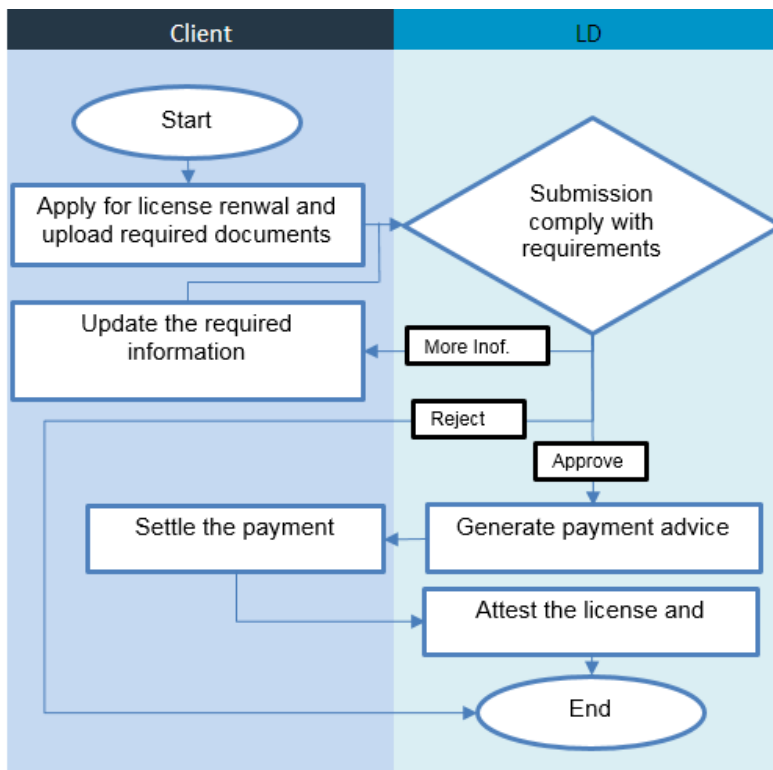 Client
LD
Start
Apply for license renwal and
upload required documents
Submission
comply with
requirements
Update the required
information
More Inof.
Reject
Approve
Settle the payment
Generate payment advice
Attest the license and
End